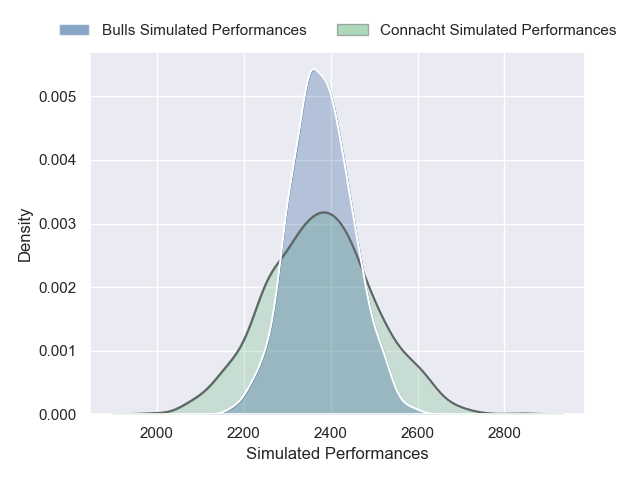 Bulls Simulated Performances
Connacht Simulated Performances
0.005
0.004
0.003
0.002
0.001
0.000
Density
2000 2200 2400 2600 2800
Simulated Performances